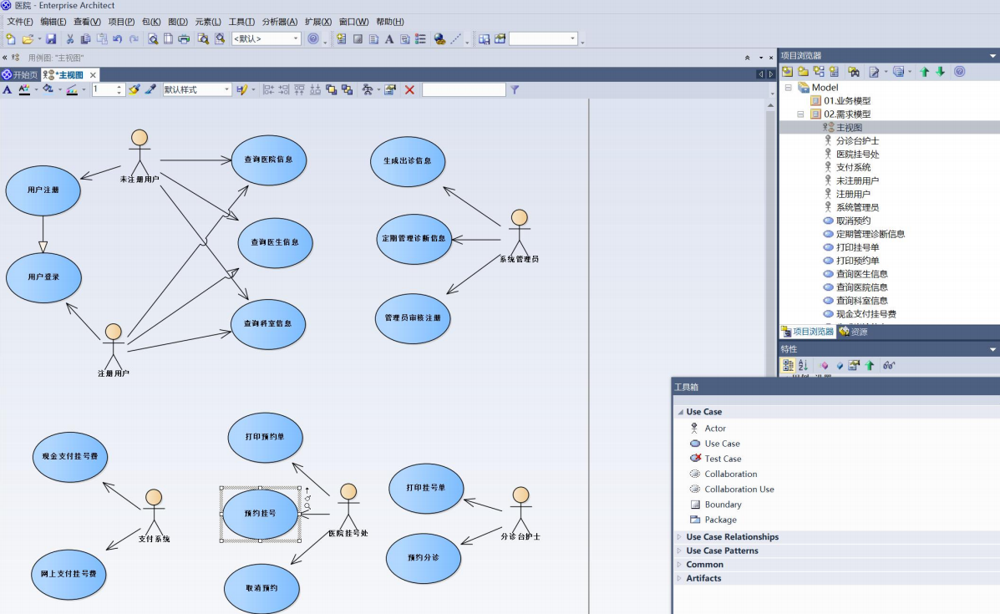 医院 - Enterprise Architect
文件(F) 编辑(E) 查看(V) 项目(P) 包(K) 图(D) 元素(L) 工具(T) 分析器(A) 扩展(X) 窗口(W) 帮助(H)
<默认>
用例图: "主视图"
开始页 *主视图
1 默认样式
未注册用户
查询医院信息
用户注册
查询医生信息
用户登录
查询科室信息
注册用户
生成出诊信息
定期管理诊断信息
系统管理员
管理员审核注册
现金支付挂号费
支付系统
网上支付挂号费
打印预约单
预约挂号
医院挂号处
取消预约
打印挂号单
分诊台护士
预约分诊
项目浏览器
Model
01.业务模型
02.需求模型
主视图
分诊台护士
医院挂号处
支付系统
未注册用户
注册用户
系统管理员
取消预约
定期管理诊断信息
打印挂号单
打印预约单
查询医生信息
查询医院信息
查询科室信息
现金支付挂号费
项目浏览器 资源
特性
工具箱
Use Case
Actor
Use Case
Test Case
Collaboration
Collaboration Use
Boundary
Package
Use Case Relationships
Use Case Patterns
Common
Artifacts